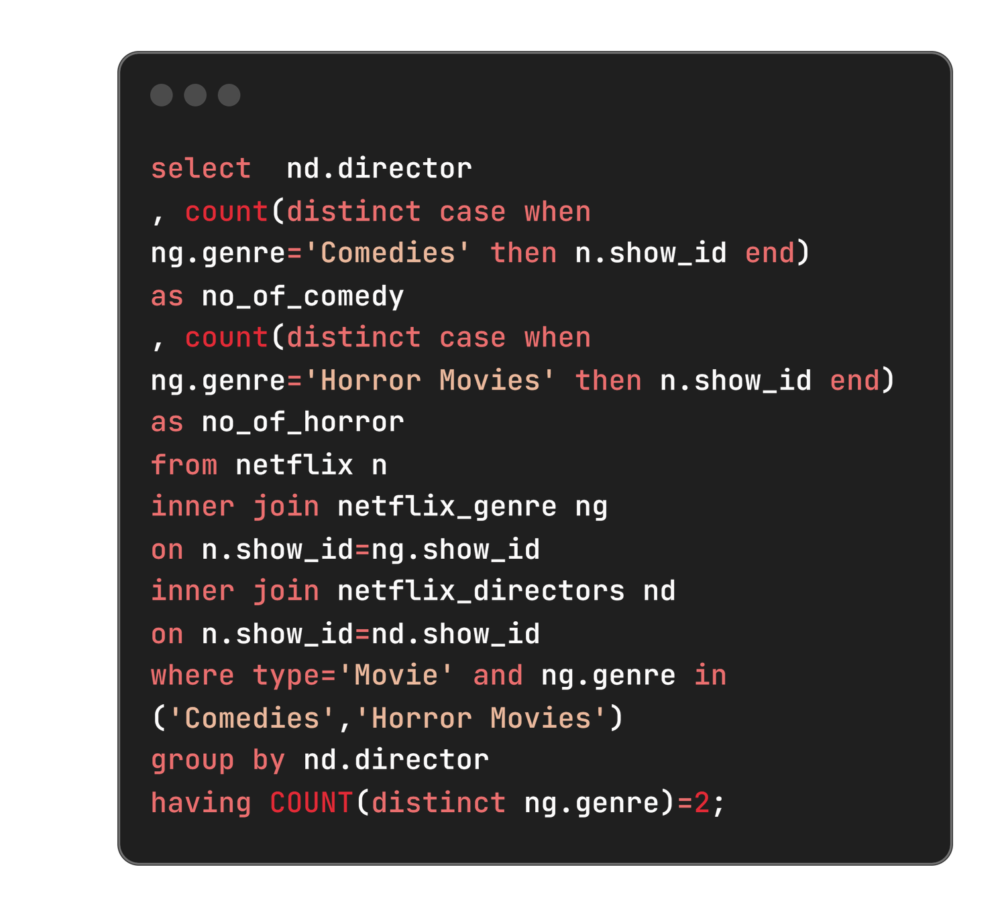 select  nd.director
, count(distinct case when
ng.genre='Comedies' then n.show_id end)
as no_of_comedy
, count(distinct case when
ng.genre='Horror Movies' then n.show_id end)
as no_of_horror
from netflix n
inner join netflix_genre ng
on n.show_id=ng.show_id
inner join netflix_directors nd
on n.show_id=nd.show_id
where type='Movie' and ng.genre in
('Comedies','Horror Movies')
group by nd.director
having COUNT(distinct ng.genre)=2;